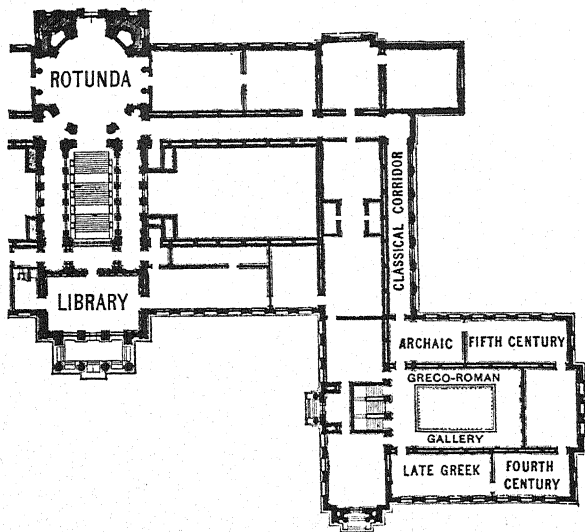 ROTUNDA
CLASSICAL CORRIDOR
LIBRARY
ARCHAIC
FIFTH CENTURY
GRECO-ROMAN
GALLERY
LATE GREEK
FOURTH
CENTURY